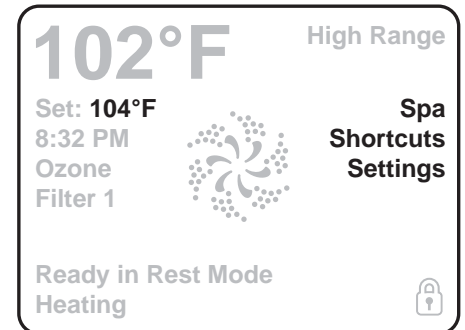 102°F
High Range
Set: 104°F
8:32 PM
Ozone
Filter 1
Spa
Shortcuts
Settings
Ready in Rest Mode
Heating